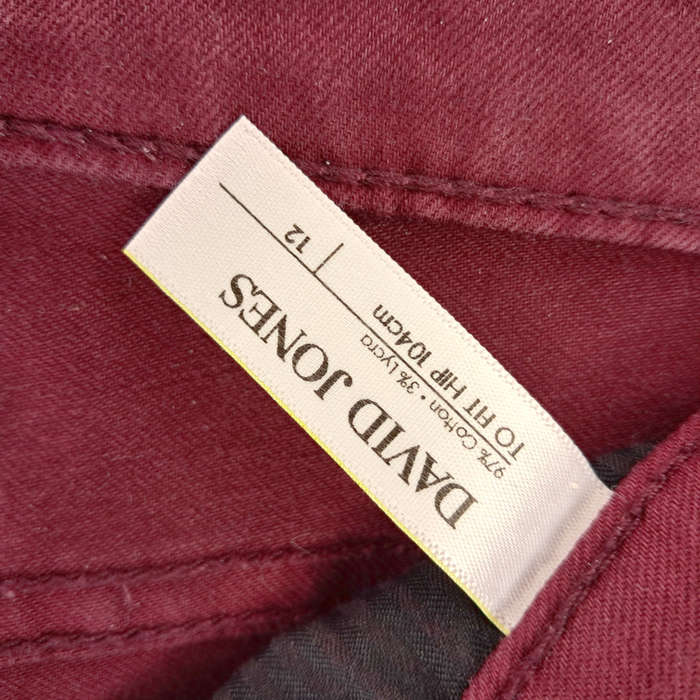 DAVID JONES
97% Cotton • 3% Lycra
TO FIT HIP 104cm
12